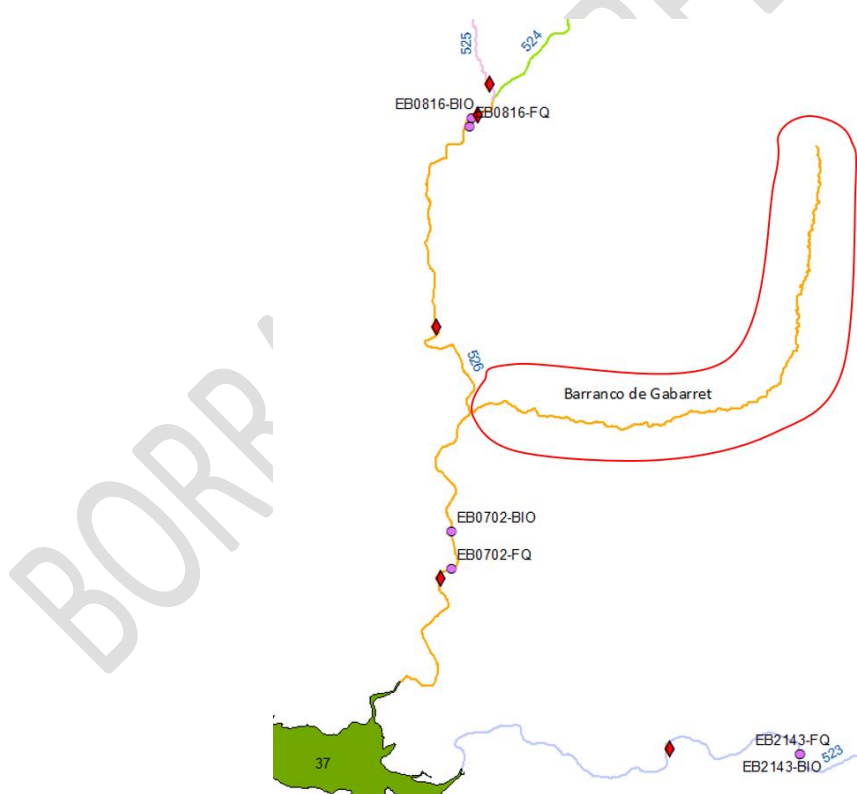 525
524
EB0816-BIO
EB0816-FQ
526
Barranco de Gabarret
EB0702-BIO
EB0702-FQ
37
EB2143-FQ
523
EB2143-BIO
BORRA